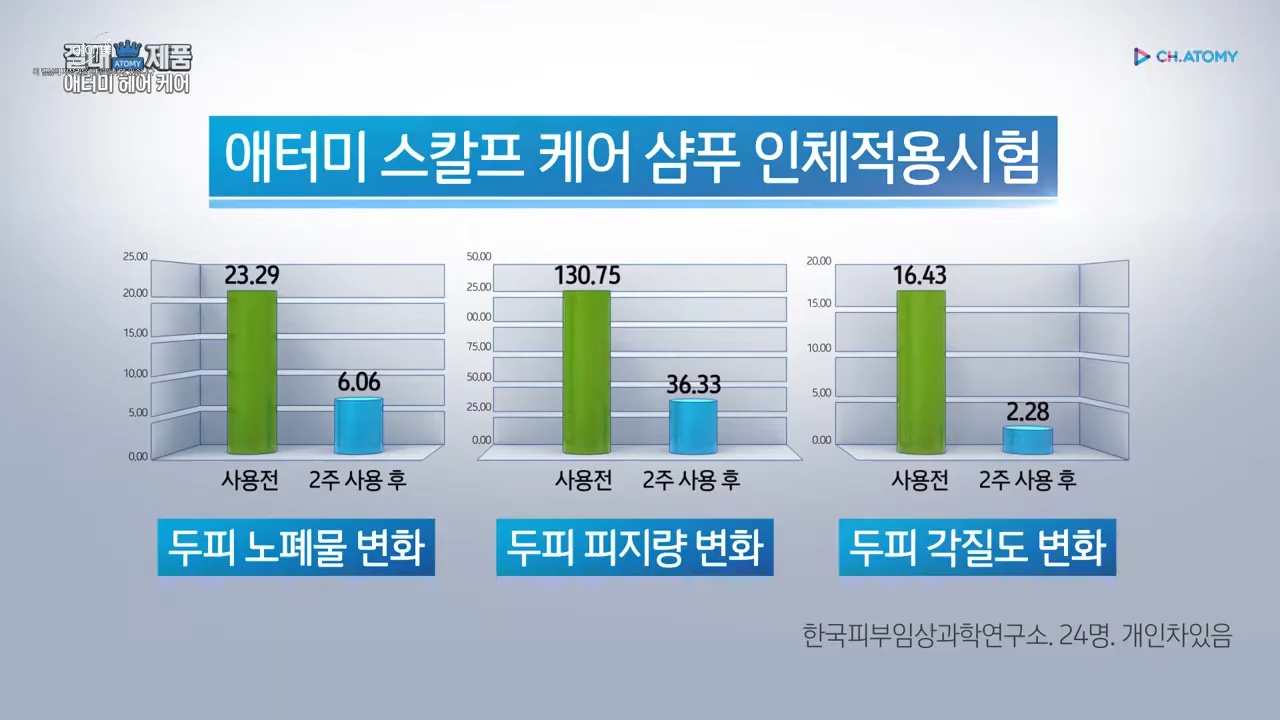 절대 ATOMY 제품
애터미 헤어 케어
CH.ATOMY
애터미 스칼프 케어 샴푸 인체적용시험
25.00
20.00
15.00
10.00
5.00
0.00
23.29
6.06
사용전 2주 사용 후
두피 노폐물 변화
50.00
25.00
00.00
75.00
50.00
25.00
0.00
130.75
36.33
사용전 2주 사용 후
두피 피지량 변화
20.00
15.00
10.00
5.00
0.00
16.43
2.28
사용전 2주 사용 후
두피 각질도 변화
한국피부임상과학연구소. 24명. 개인차있음